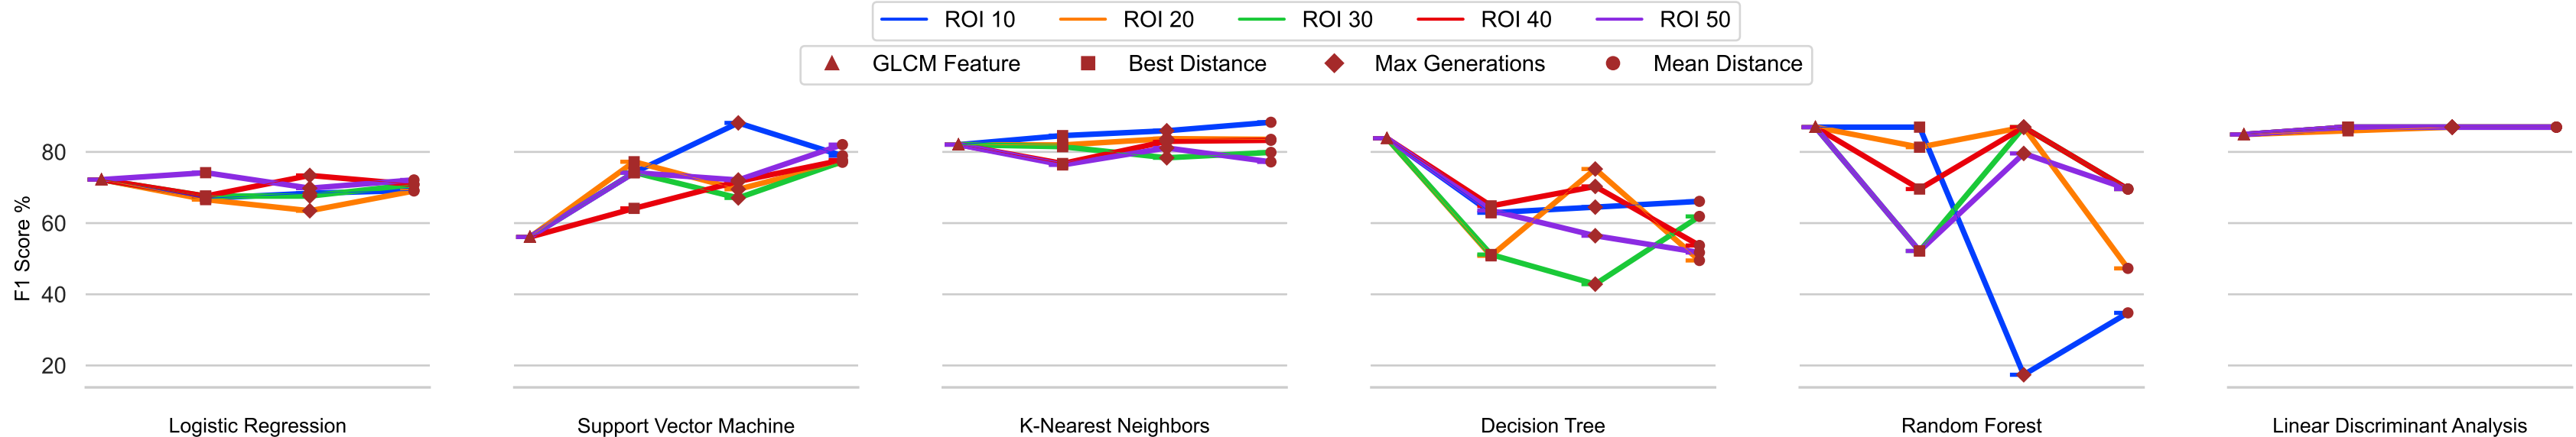 ROI 10 ROI 20 ROI 30 ROI 40 ROI 50
GLCM Feature Best Distance Max Generations Mean Distance
F1 Score %
80
60
40
20
Logistic Regression Support Vector Machine K-Nearest Neighbors Decision Tree Random Forest Linear Discriminant Analysis